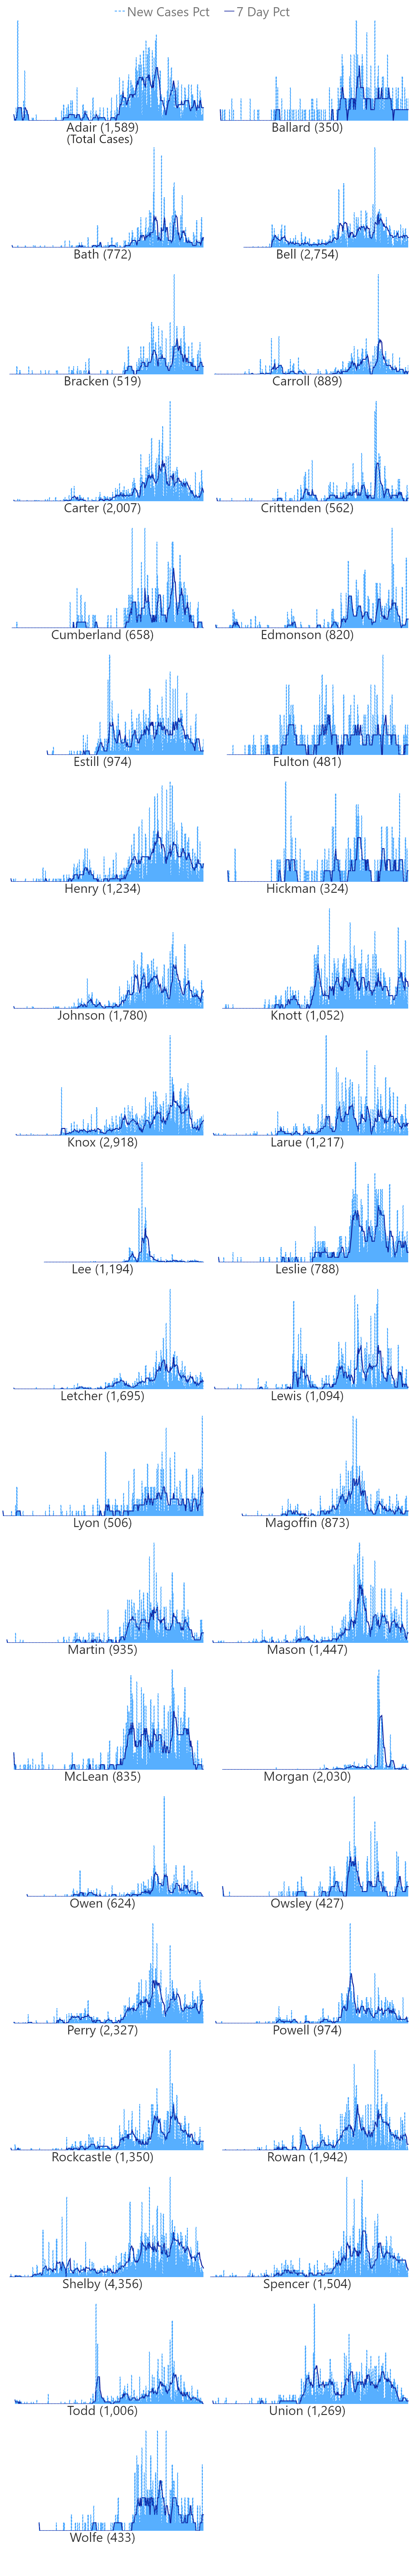 New Cases Pct 7 Day Pct
Adair (1,589) Ballard (350)
(Total Cases)
Bath (772) Bell (2,754)
Bracken (519) Carroll (889)
Carter (2,007) Crittenden (562)
Cumberland (658) Edmonson (820)
Estill (974) Fulton (481)
Henry (1,234) Hickman (324)
Johnson (1,780) Knott (1,052)
Knox (2,918) Larue (1,217)
Lee (1,194) Leslie (788)
Letcher (1,695) Lewis (1,094)
Lyon (506) Magoffin (873)
Martin (935) Mason (1,447)
McLean (835) Morgan (2,030)
Owen (624) Owsley (427)
Perry (2,327) Powell (974)
Rockcastle (1,350) Rowan (1,942)
Shelby (4,356) Spencer (1,504)
Todd (1,006) Union (1,269)
Wolfe (433)